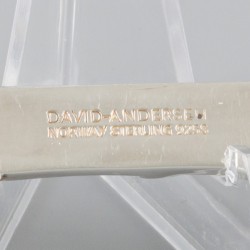 DAVID-ANDERSEN
NORWAY STERLING 925S